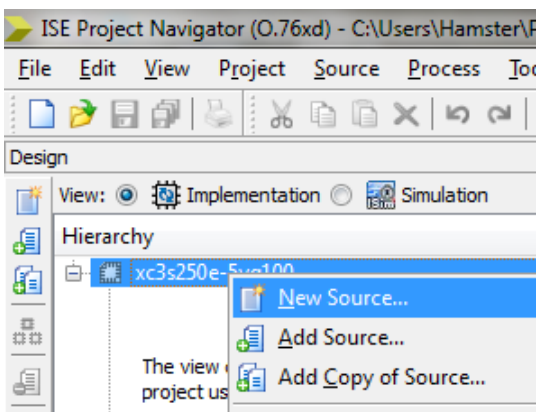 ISE Project Navigator (O.76xd) - C:\Users\Hamster\
File Edit View Project Source Process
Design
View: Implementation Simulation
Hierarchy
xc3s250e-5vq100
New Source...
Add Source...
The view
Add Copy of Source...
project us